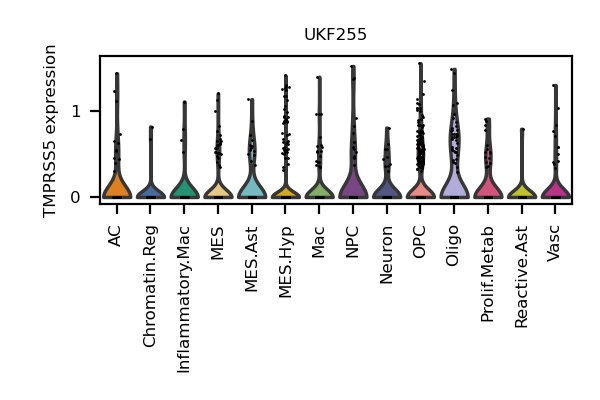 UKF255
TMPRSS5 expression
1
0
AC
Chromatin.Reg
Inflammatory.Mac
MES
MES.Ast
MES.Hyp
Mac
NPC
Neuron
OPC
Oligo
Prolif.Metab
Reactive.Ast
Vasc